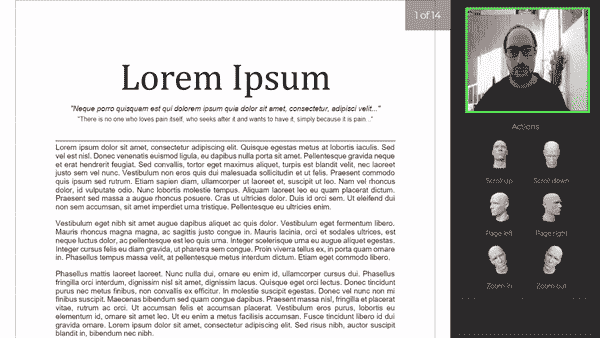 1 of 14
Lorem Ipsum
"Neque porro quisquam est qui dolorem ipsum quia dolor sit amet, consectetur, adipisci velit..."
"There is no one who loves pain itself, who seeks after it and wants to have it, simply because it is pain..."
Lorem ipsum dolor sit amet, consectetur adipiscing elit. Quisque egestas metus at lobortis iaculis. Sed
vel est nisl. Donec venenatis euismod ligula, eu dapibus nulla porta sit amet. Pellentesque gravida neque
et erat hendrerit feugiat. Sed convallis, tortor eget maximus aliquet, turpis est blandit velit, nec laoreet
justo sem vel nunc. Vestibulum non eros quis dui malesuada sollicitudin et ut felis. Praesent commodo
quis ipsum sed rutrum. Etiam sapien diam, ullamcorper ut laoreet et, suscipit ut leo. Nam vel rhoncus
dolor, id vulputate odio. Nunc lobortis molestie tempus. Aliquam laoreet leo eu quam placerat dictum.
Praesent sed magna a augue rhoncus posuere. Cras ut ultricies dolor. Duis id orci sem. Ut eleifend dui
non sem accumsan, sit amet imperdiet urna tristique. Pellentesque eu ultricies enim.
Vestibulum eget nibh sit amet augue dapibus aliquet ac quis dolor. Vestibulum eget fermentum libero.
Mauris rhoncus magna magna, ac sagittis justo congue in. Mauris lacinia, orci et sodales ultrices, est
neque luctus dolor, ac pellentesque est leo quis urna. Integer scelerisque urna eu augue aliquet egestas.
Integer cursus felis eu diam gravida, ut pharetra sem congue. Proin viverra tellus ex, in porta quam ornare
in. Phasellus tempus massa velit, at pellentesque metus interdum dictum. Etiam eget commodo libero.
Phasellus mattis laoreet laoreet. Nunc nulla dui, ornare eu enim id, ullamcorper cursus dui. Phasellus
fringilla orci interdum, dignissim nisl sit amet, dignissim lacus. Quisque eget orci lectus. Donec tincidunt
purus nec metus finibus, non convallis ex efficitur. In molestie suscipit suscipit. Donec vel nunc non mi
finibus suscipit. Maecenas bibendum sed quam dapibus. Praesent massa nisl, fringilla et placerat
vitae, rutrum ac orci. Ut accumsan felis et accumsan placerat. Vestibulum eros purus, lobortis eu
elementum id, ornare sit amet ex. Ut eu enim a metus facilisis accumsan. Fusce lobortis interdum dolor id
gravida ornare. Lorem ipsum dolor sit amet, consectetur adipiscing elit. Sed risus nibh, auctor suscipit
blandit in, bibendum nec nibh.
Actions
Scroll up
Scroll down
Page left
Page right
Zoom in
Zoom out